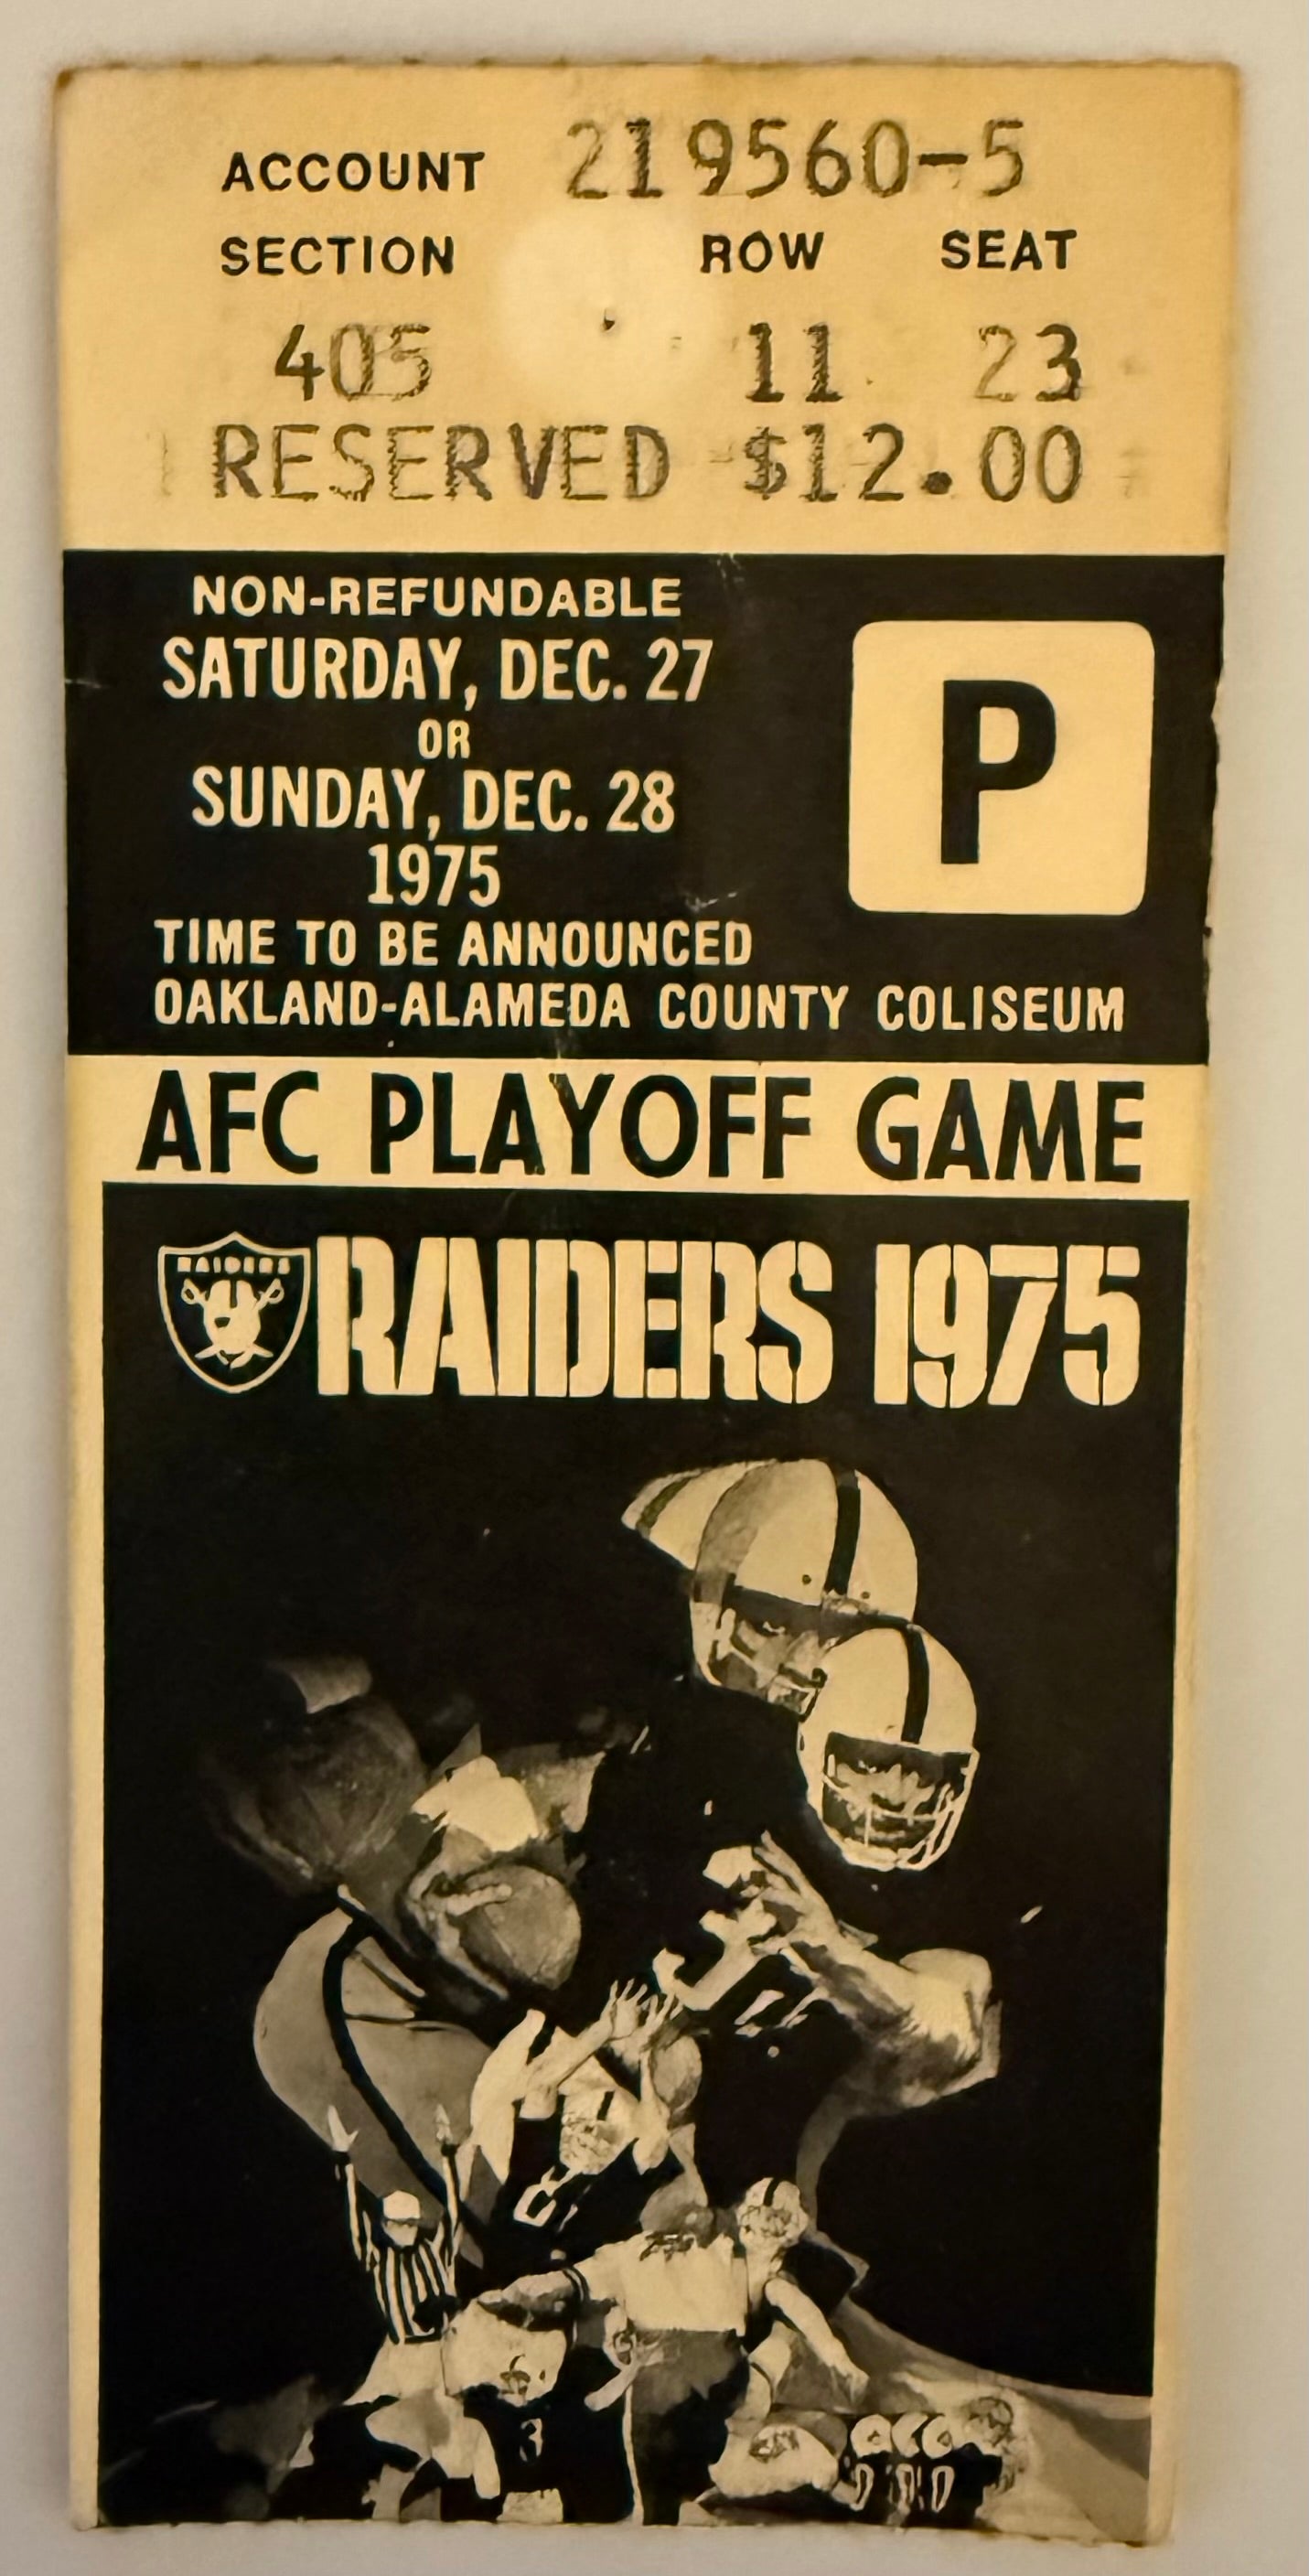 ACCOUNT 219560-5
SECTION ROW SEAT
405 11 23
RESERVED $12.00
NON-REFUNDABLE
SATURDAY, DEC. 27
OR
SUNDAY, DEC. 28
1975
TIME TO BE ANNOUNCED
OAKLAND-ALAMEDA COUNTY COLISEUM
P
AFC PLAYOFF GAME
RAIDERS
RAIDERS 1975